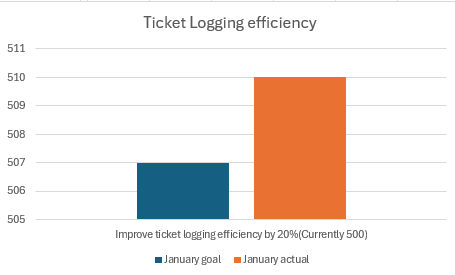 Ticket Logging efficiency
511
510
509
508
507
506
505
Improve ticket logging efficiency by 20%(Currently 500)
January goal January actual